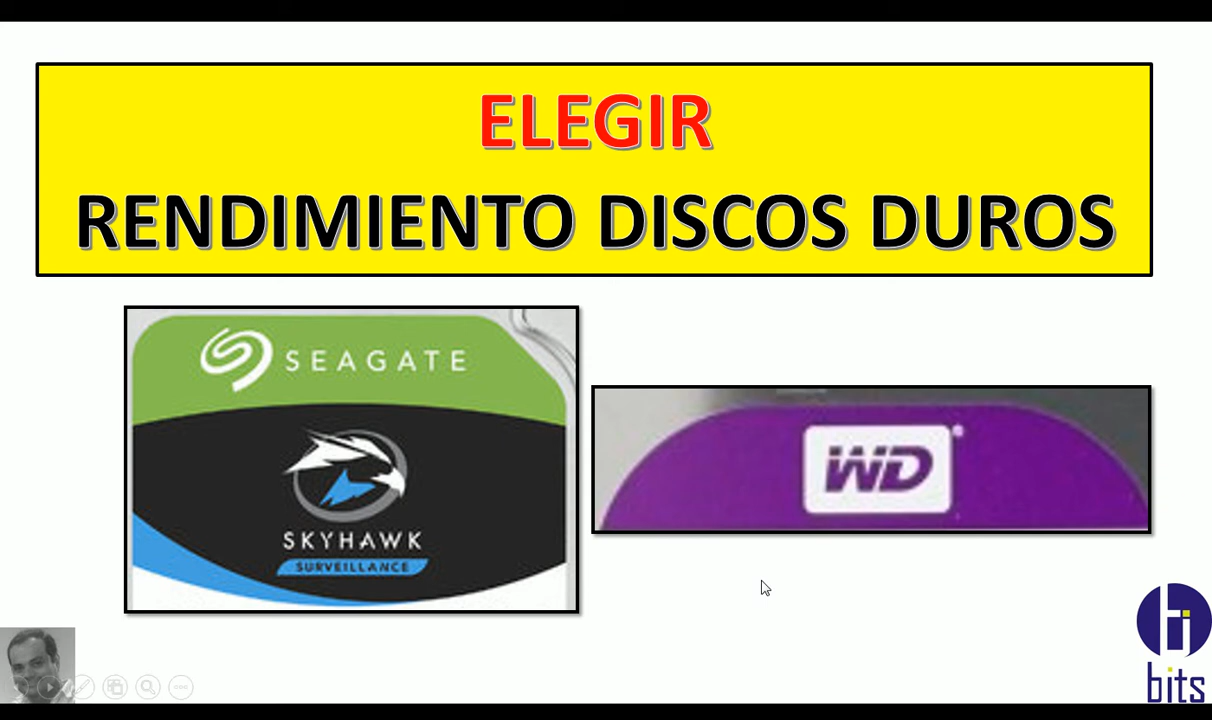 ELEGIR
RENDIMIENTO DISCOS DUROS
SEAGATE
SKYHAWK
SURVEILLANCE
WD
bits